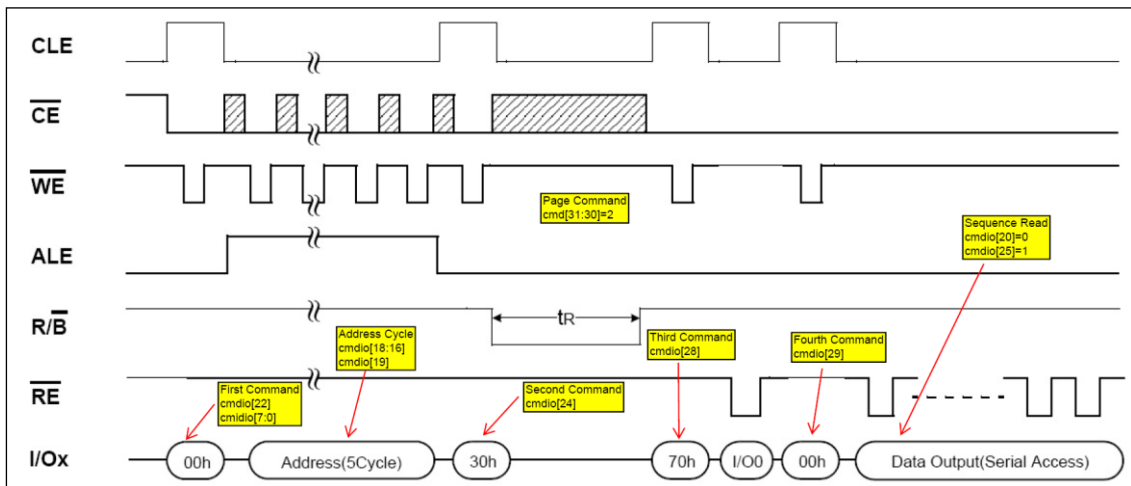 CLE
CE
WE
Page Command
cmd[31:30]=2
Sequence Read
cmdio[20]=0
cmdio[25]=1
ALE
R/B
tR
Address Cycle
cmdio[18:16]
cmdio[19]
Third Command
cmdio[28]
Fourth Command
cmdio[29]
RE
First Command
cmdio[22]
cmidio[7:0]
Second Command
cmdio[24]
I/Ox
00h
Address(5Cycle)
30h
70h
I/O0
00h
Data Output(Serial Access)